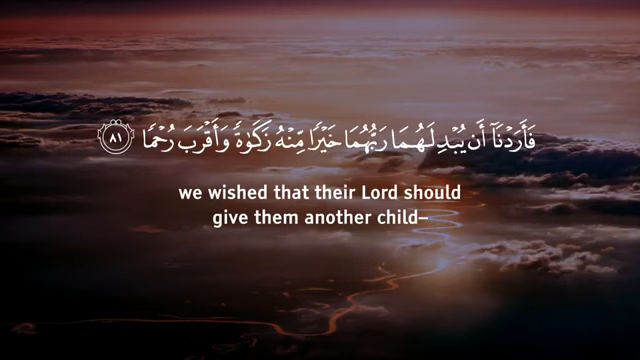 فَأَرَدْنَآ أَن يُبْدِلَهُمَا رَبُّهُمَا خَيْرًا مِّنْهُ زَكَوٰةً وَأَقْرَبَ رُحْمًا ٨١
we wished that their Lord should
give them another child–